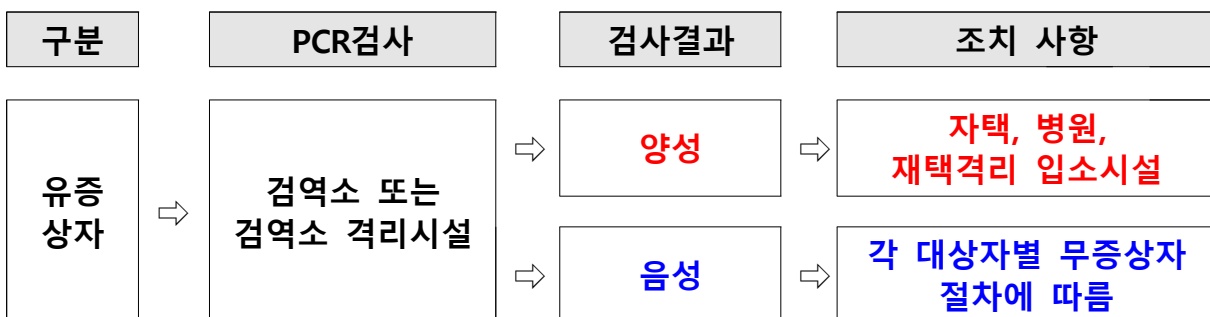 구분 PCR검사 검사결과 조치 사항
유증
상자
⇨
검역소 또는
검역소 격리시설
⇨
양성
⇨
자택, 병원,
재택격리 입소시설
⇨
음성
⇨
각 대상자별 무증상자
절차에 따름